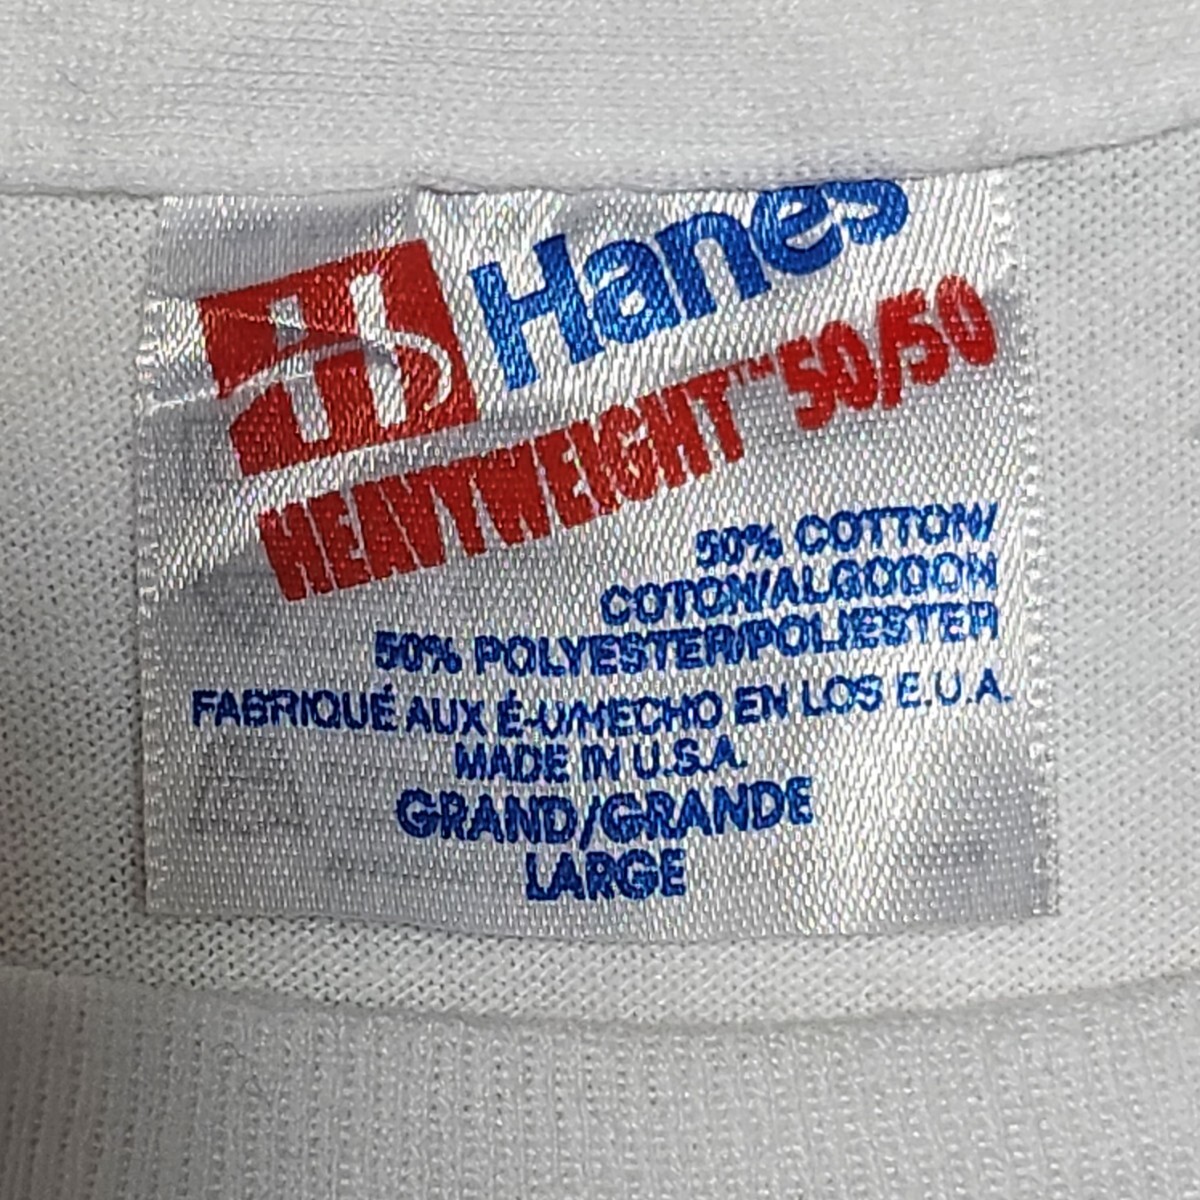 Hanes
HEAVYWEIGHT™ 50/50
50% COTTON/
COTON/ALGODON
50% POLYESTER/POLIESTER
FABRIQUÉ AUX É-U/HECHO EN LOS E.U.A.
MADE IN U.S.A.
GRAND/GRANDE
LARGE